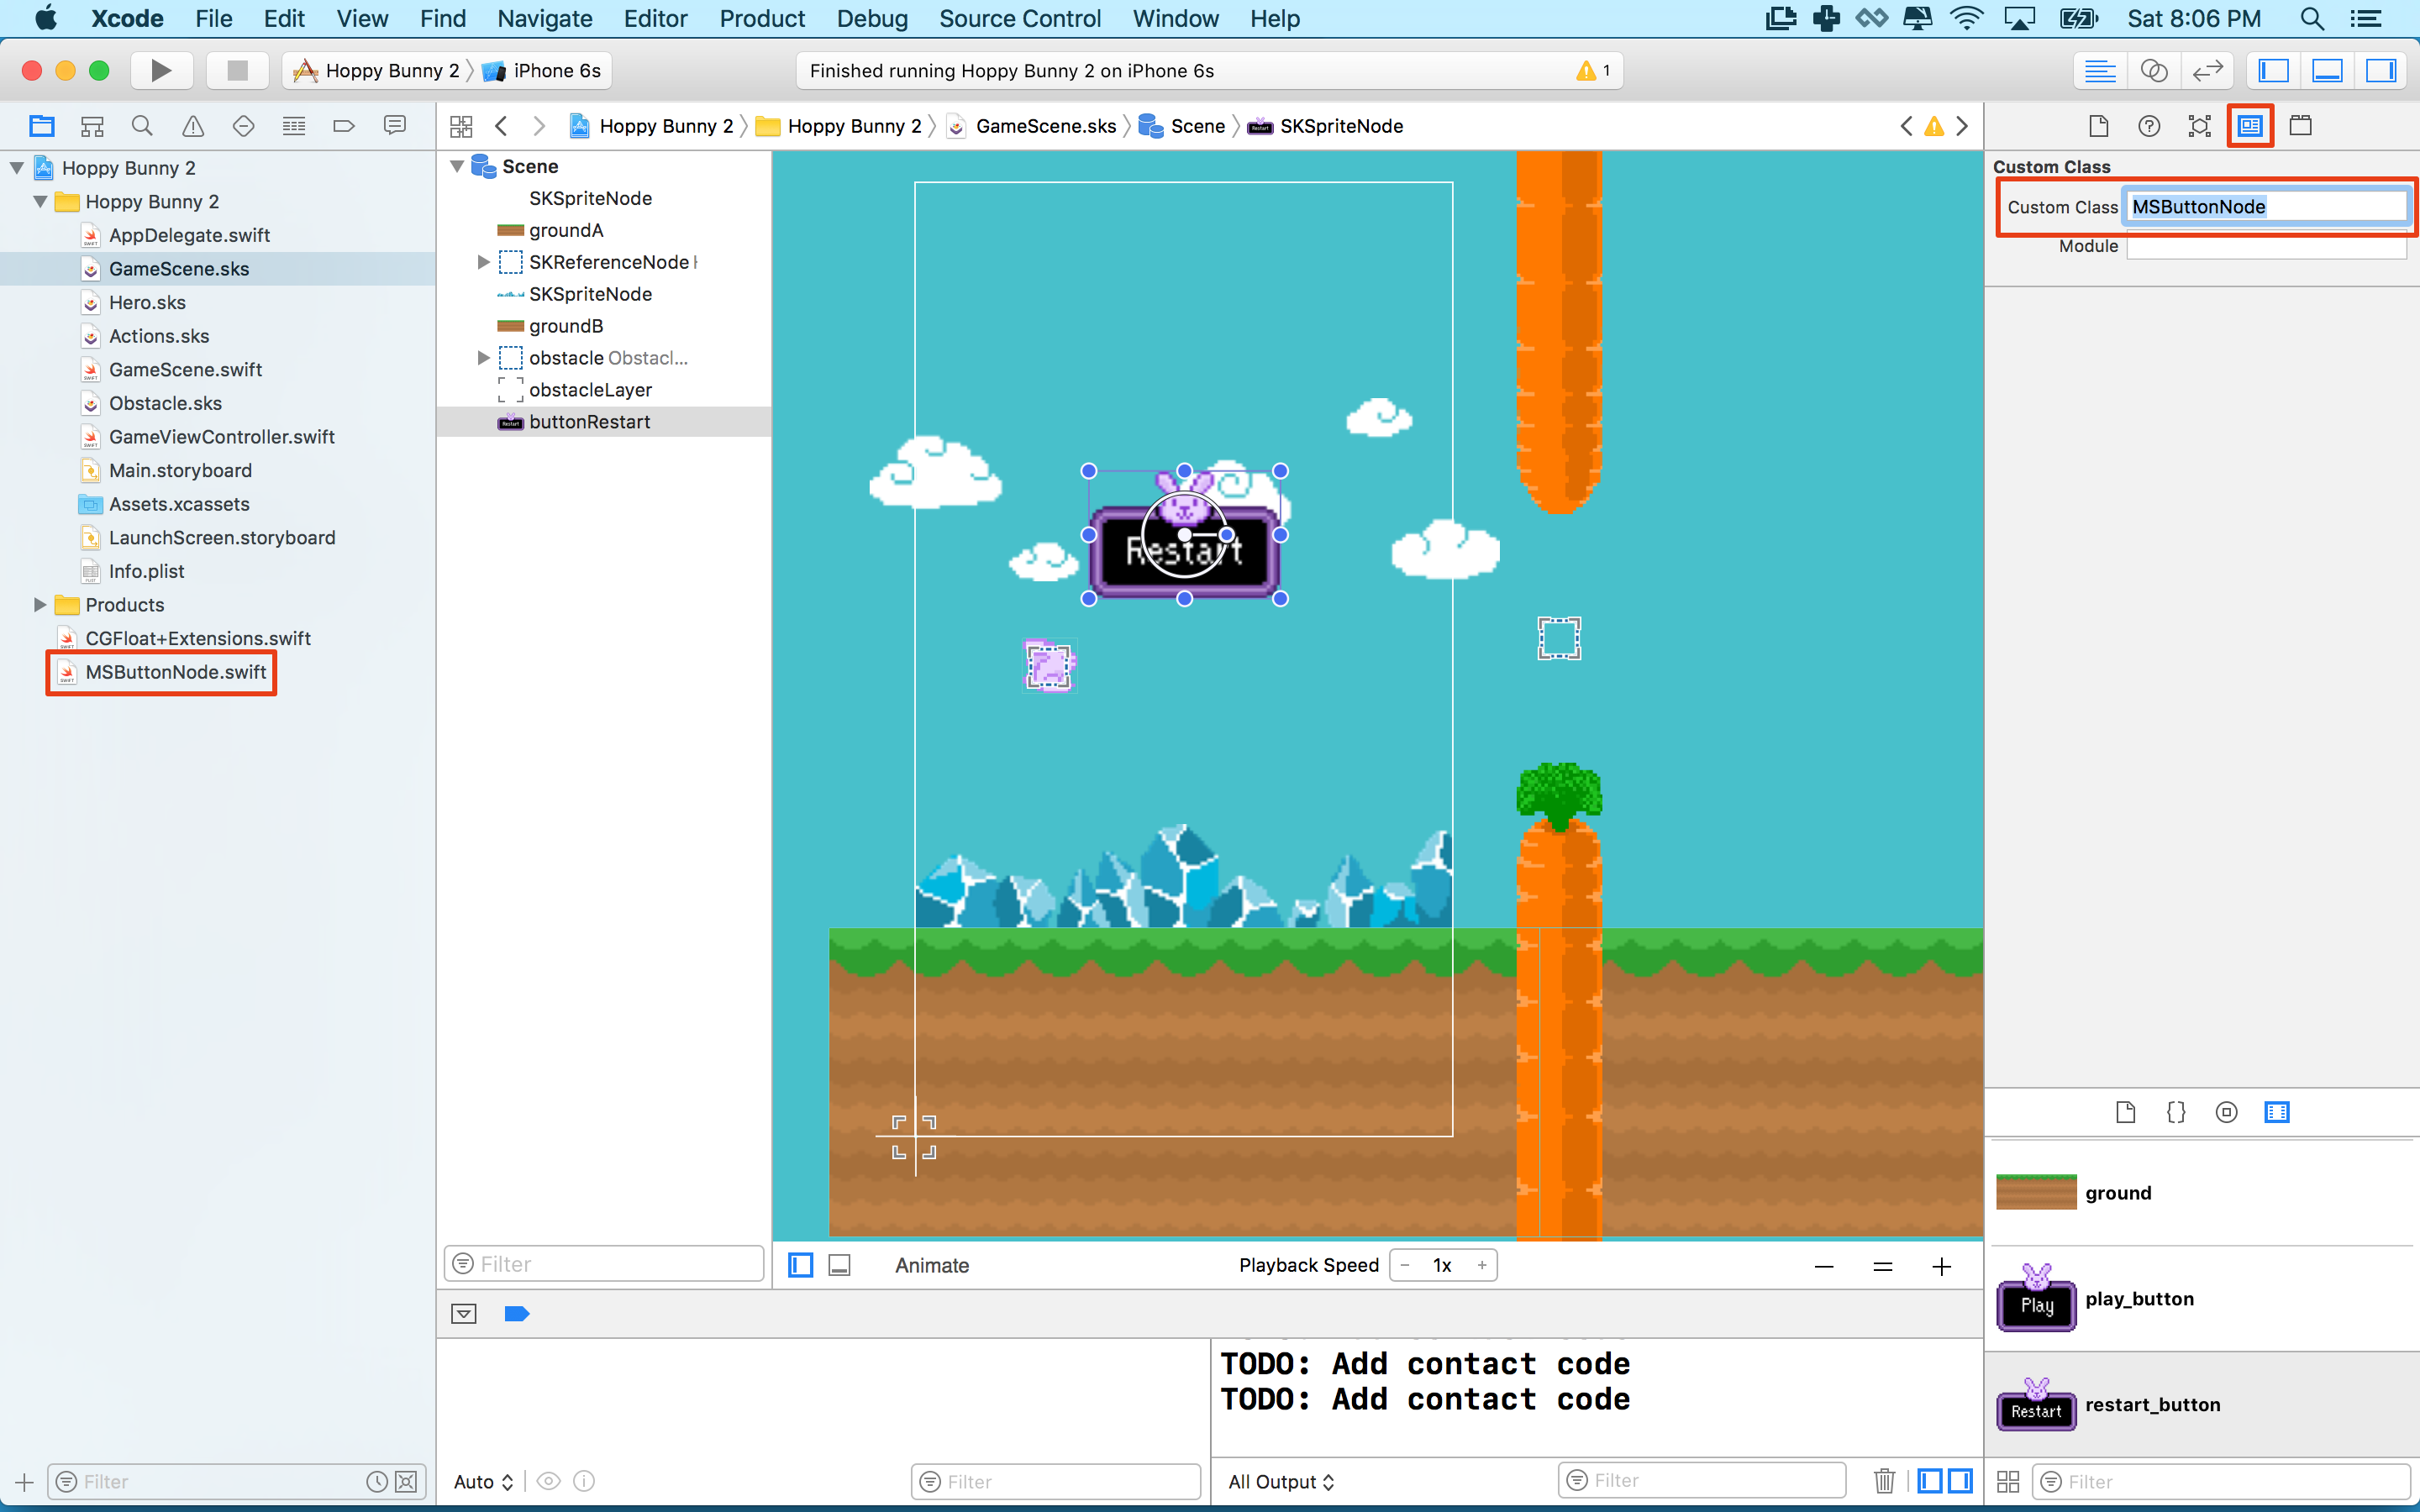 Xcode File Edit View Find Navigate Editor Product Debug Source Control Window Help Sat 8:06 PM
Hoppy Bunny 2 iPhone 6s Finished running Hoppy Bunny 2 on iPhone 6s 1
Hoppy Bunny 2 Hoppy Bunny 2 GameScene.sks Scene SKSpriteNode
Hoppy Bunny 2
Hoppy Bunny 2
AppDelegate.swift
GameScene.sks
Hero.sks
Actions.sks
GameScene.swift
Obstacle.sks
GameViewController.swift
Main.storyboard
Assets.xcassets
LaunchScreen.storyboard
Info.plist
Products
CGFloat+Extensions.swift
MSButtonNode.swift
Filter
Scene
SKSpriteNode
groundA
SKReferenceNode
SKSpriteNode
groundB
obstacle Obstacl...
obstacleLayer
buttonRestart
Filter
Restart
Animate Playback Speed - 1x +
Custom Class
Custom Class MSButtonNode
Module
ground
Play play_button
Restart restart_button
Filter
TODO: Add contact code
TODO: Add contact code
Auto Filter
All Output Filter